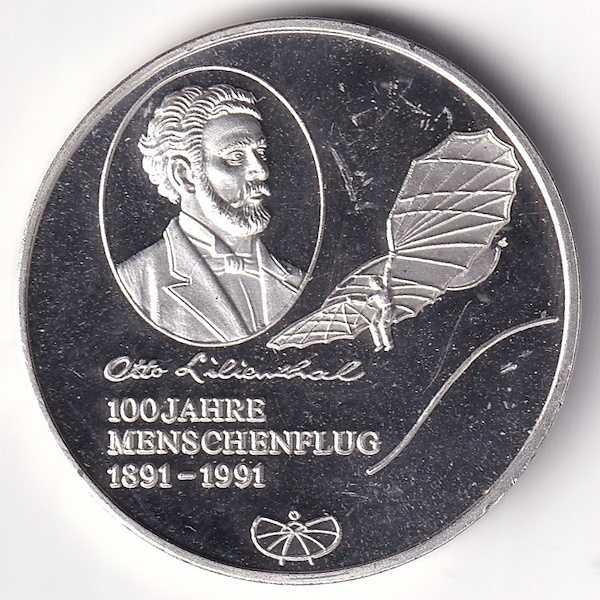 Otto Lilienthal
100 JAHRE
MENSCHENFLUG
1891-1991